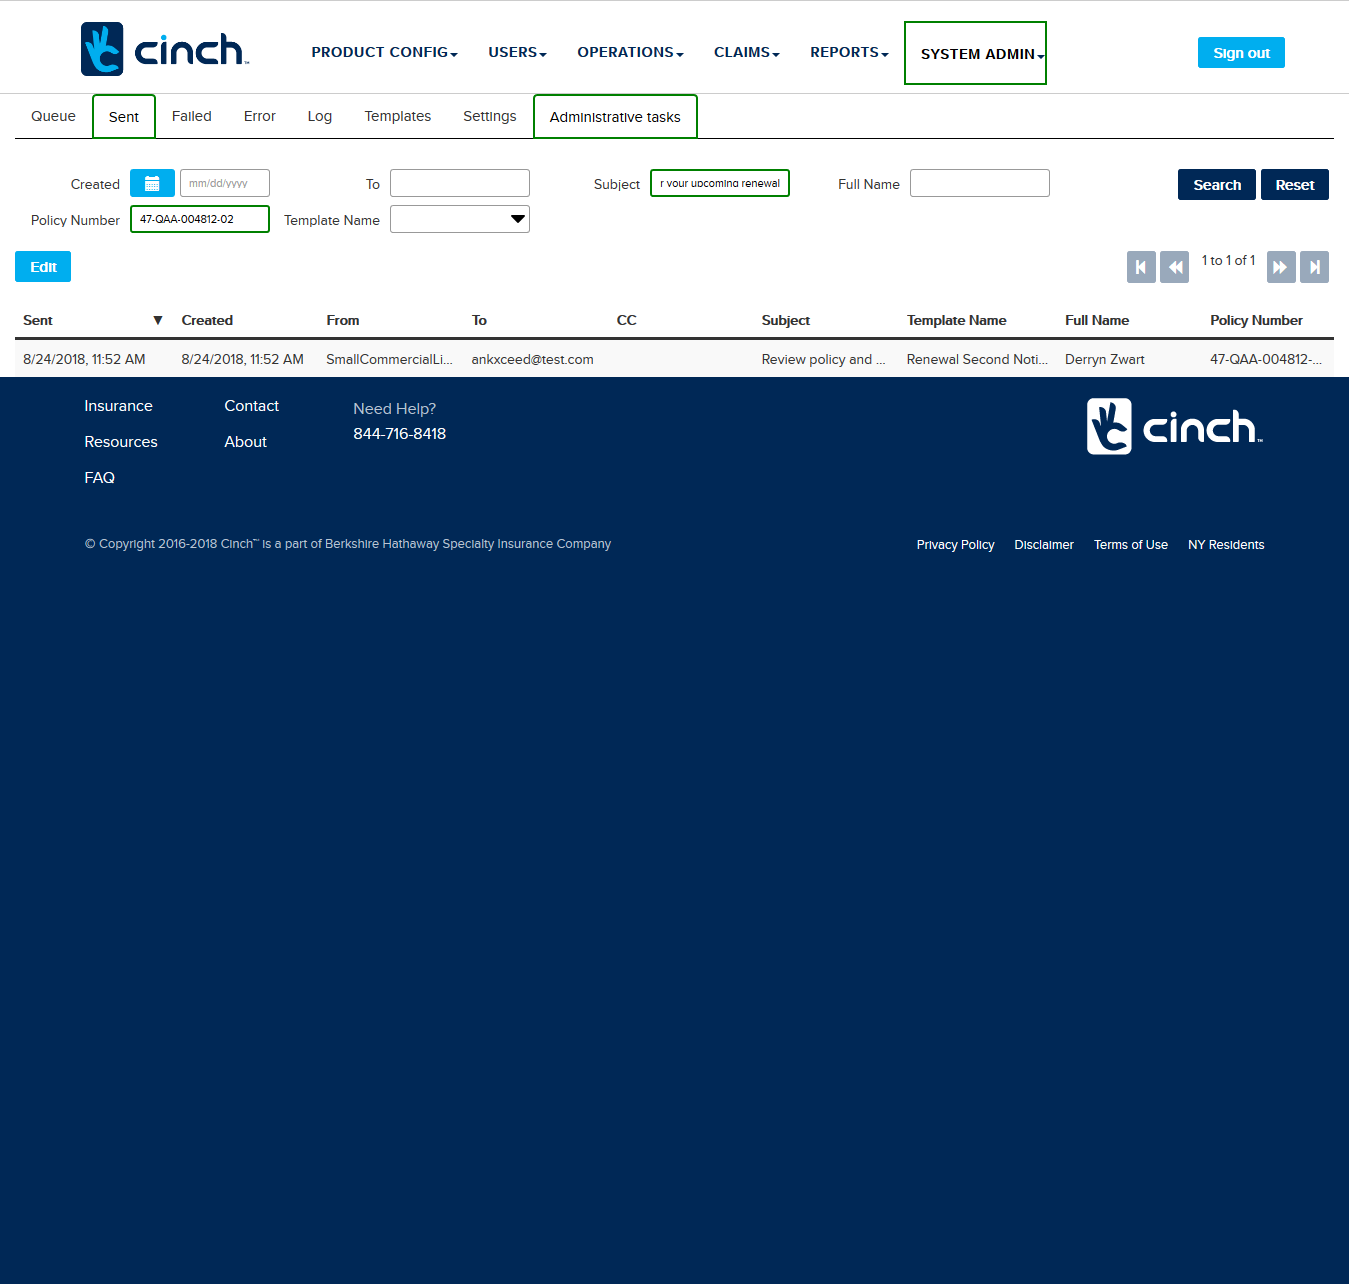 cinch™
PRODUCT CONFIG USERS OPERATIONS CLAIMS REPORTS SYSTEM ADMIN Sign out
Queue Sent Failed Error Log Templates Settings Administrative tasks
Created mm/dd/yyyy To Subject r your upcoming renewal Full Name Search Reset
Policy Number 47-QAA-004812-02 Template Name
Edit 1 to 1 of 1
Sent ▼ Created From To CC Subject Template Name Full Name Policy Number
8/24/2018, 11:52 AM 8/24/2018, 11:52 AM SmallCommercialLi... ankxceed@test.com Review policy and ... Renewal Second Noti... Derryn Zwart 47-QAA-004812-...
Insurance Contact Need Help?
844-716-8418
cinch™
Resources About
FAQ
© Copyright 2016-2018 Cinch™ is a part of Berkshire Hathaway Specialty Insurance Company
Privacy Policy Disclaimer Terms of Use NY Residents